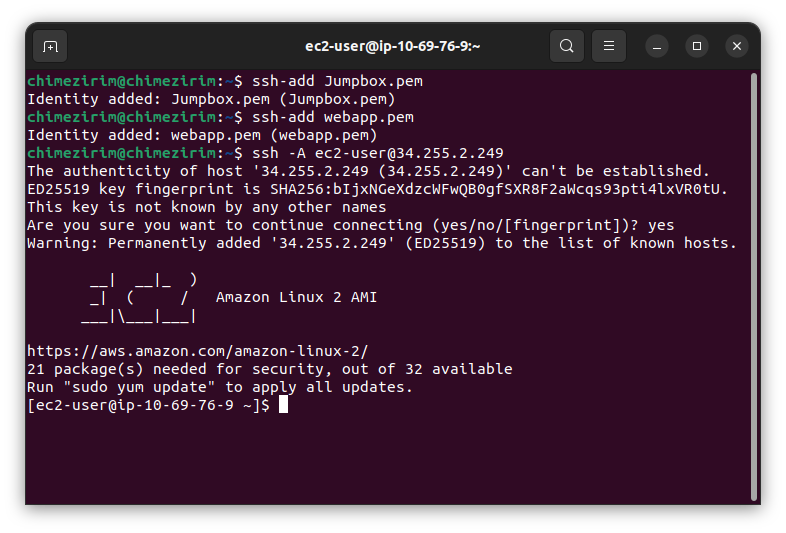 ec2-user@ip-10-69-76-9:~
chimezirim@chimezirim:~$ ssh-add Jumpbox.pem
Identity added: Jumpbox.pem (Jumpbox.pem)
chimezirim@chimezirim:~$ ssh-add webapp.pem
Identity added: webapp.pem (webapp.pem)
chimezirim@chimezirim:~$ ssh -A ec2-user@34.255.2.249
The authenticity of host '34.255.2.249 (34.255.2.249)' can't be established.
ED25519 key fingerprint is SHA256:bIjxNGeXdzcWFwQB0gfSXR8F2aWcqs93pti4lxVR0tU.
This key is not known by any other names
Are you sure you want to continue connecting (yes/no/[fingerprint])? yes
Warning: Permanently added '34.255.2.249' (ED25519) to the list of known hosts.
       __|  __|_  )
       _|  (     /   Amazon Linux 2 AMI
      ___|\___|___|
https://aws.amazon.com/amazon-linux-2/
21 package(s) needed for security, out of 32 available
Run "sudo yum update" to apply all updates.
[ec2-user@ip-10-69-76-9 ~]$